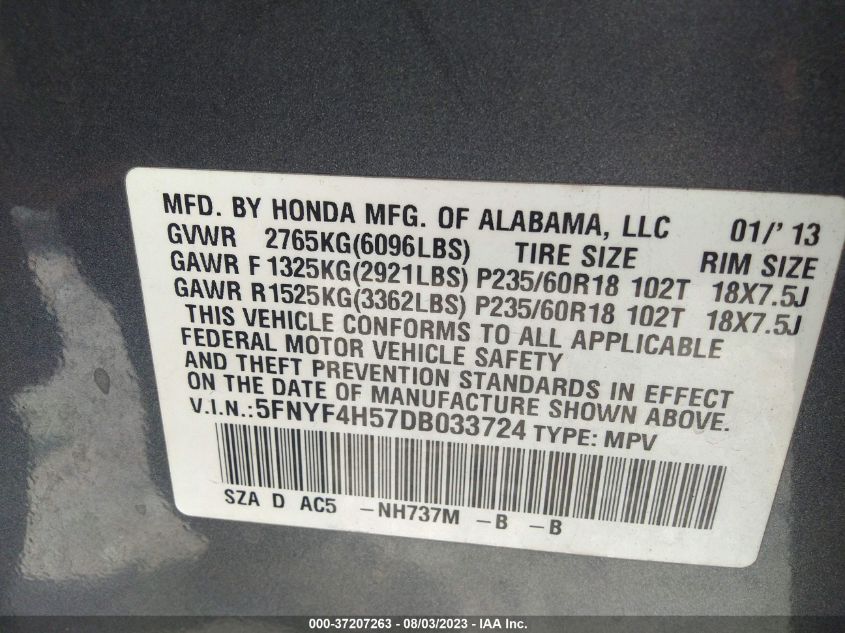 MFD. BY HONDA MFG. OF ALABAMA, LLC 01/' 13
GVWR 2765KG(6096LBS) TIRE SIZE RIM SIZE
GAWR F 1325KG(2921LBS) P235/60R18 102T 18X7.5J
GAWR R 1525KG(3362LBS) P235/60R18 102T 18X7.5J
THIS VEHICLE CONFORMS TO ALL APPLICABLE
FEDERAL MOTOR VEHICLE SAFETY
AND THEFT PREVENTION STANDARDS IN EFFECT
ON THE DATE OF MANUFACTURE SHOWN ABOVE.
V.I.N.:5FNYF4H57DB033724 TYPE: MPV
SZA D AC5 -NH737M -B -B
000-37207263 - 08/03/2023 - IAA Inc.